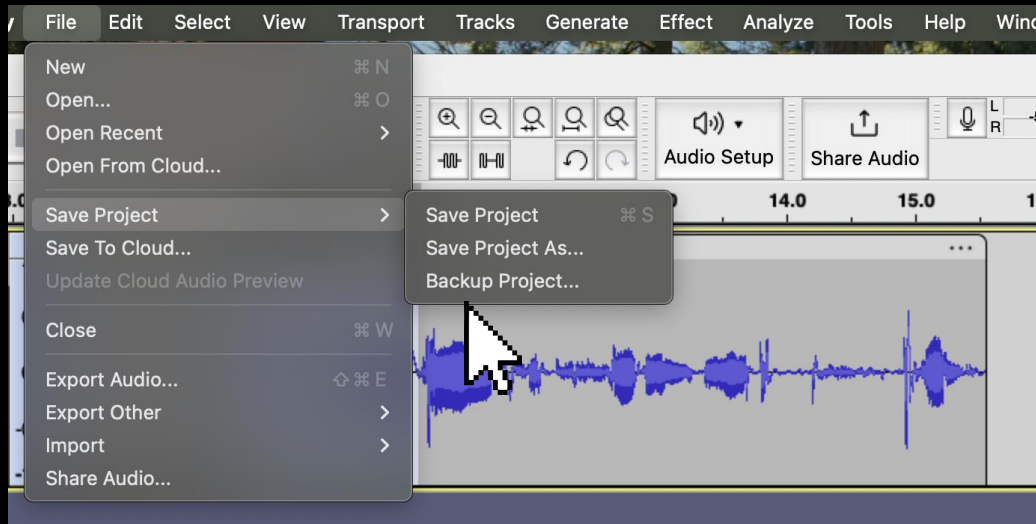 File Edit Select View Transport Tracks Generate Effect Analyze Tools Help
New ⌘ N
Open... ⌘ O
Open Recent
Open From Cloud...
Save Project
Save To Cloud...
Update Cloud Audio Preview
Close ⌘ W
Export Audio... ⇧ ⌘ E
Export Other
Import
Share Audio...
Save Project ⌘ S
Save Project As...
Backup Project...
Audio Setup
Share Audio
L
R
14.0 15.0